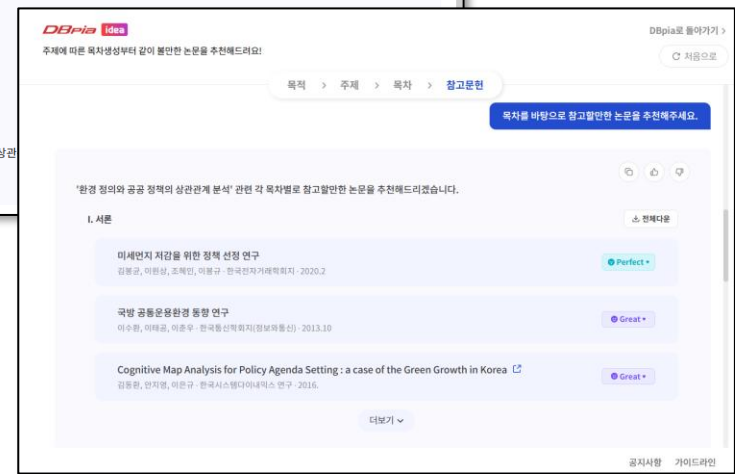 상관
DBpia idea
DBpia로 돌아가기 >
주제에 따른 목차생성부터 같이 볼만한 논문을 추천해드려요!
처음으로
목적 > 주제 > 목차 > 참고문헌
목차를 바탕으로 참고할만한 논문을 추천해주세요.
'환경 정의와 공공 정책의 상관관계 분석' 관련 각 목차별로 참고할만한 논문을 추천해드리겠습니다.
I. 서론
전체다운
미세먼지 저감을 위한 정책 선정 연구
Perfect
김봉균, 이원상, 조혜인, 이봉규 · 한국전자거래학회지 · 2020.2
국방 공통운용환경 동향 연구
Great
이수환, 이태공, 이준우 · 한국통신학회지(정보와통신) · 2013.10
Cognitive Map Analysis for Policy Agenda Setting : a case of the Green Growth in Korea
Great
김동환, 안지영, 이은규 · 한국시스템다이내믹스 연구 · 2016.
더보기
공지사항 가이드라인